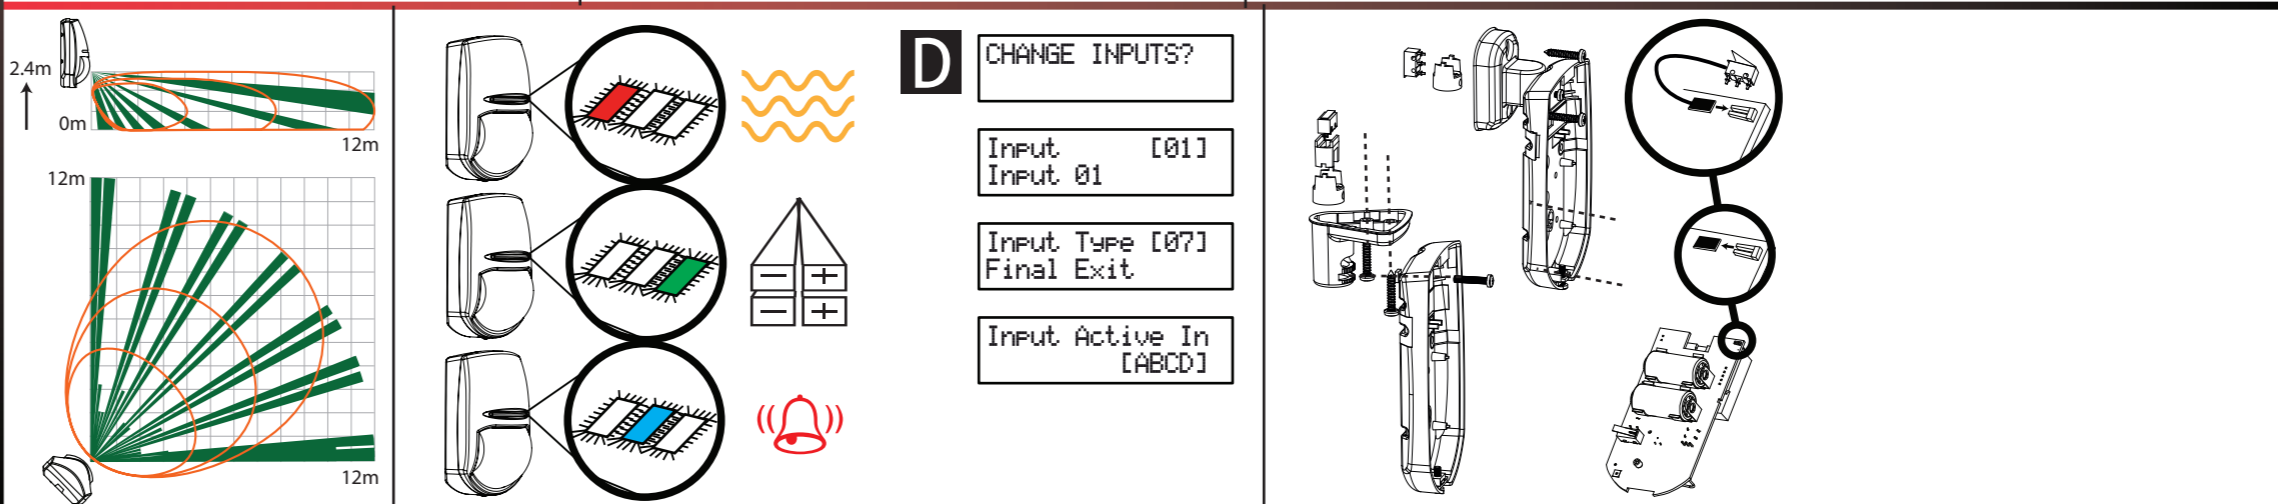 2.4m
0m
12m
12m
12m
D
CHANGE INPUTS?
Input [01]
Input 01
Input Type [07]
Final Exit
Input Active In
[ABCD]